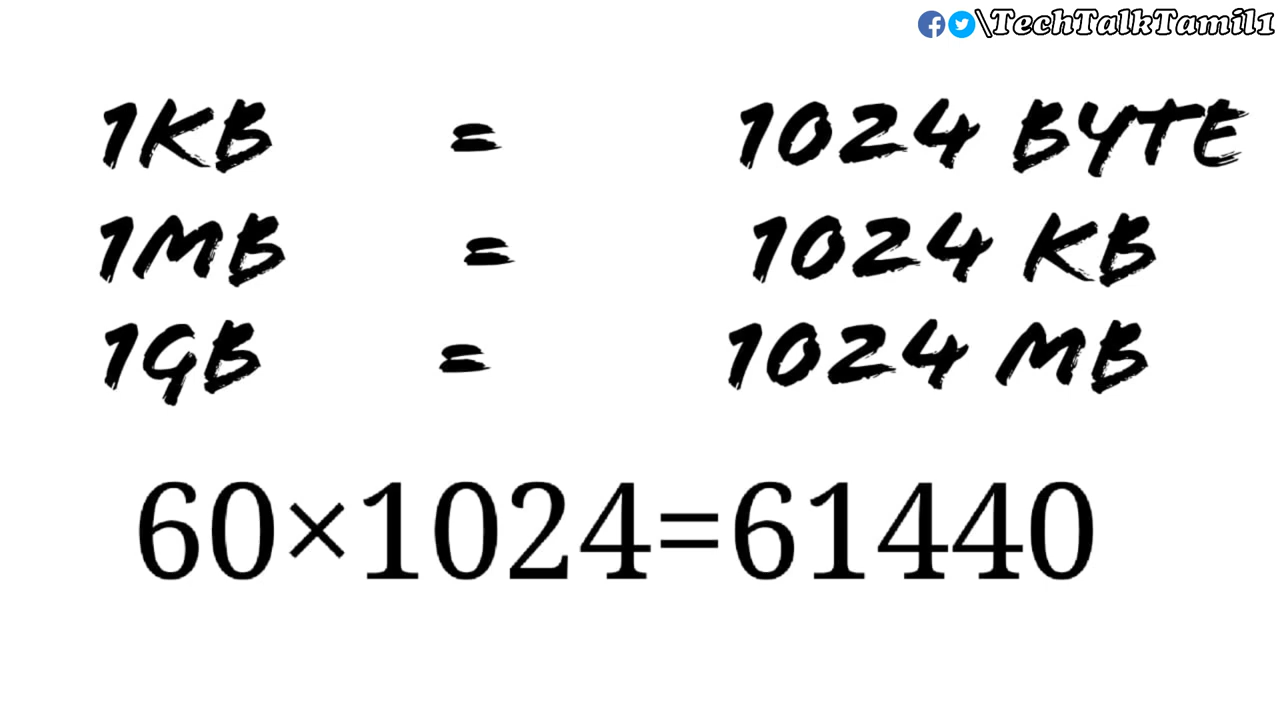 \TechTalkTamil1
1KB = 1024 BYTE
1MB = 1024 KB
1GB = 1024 MB
60×1024=61440